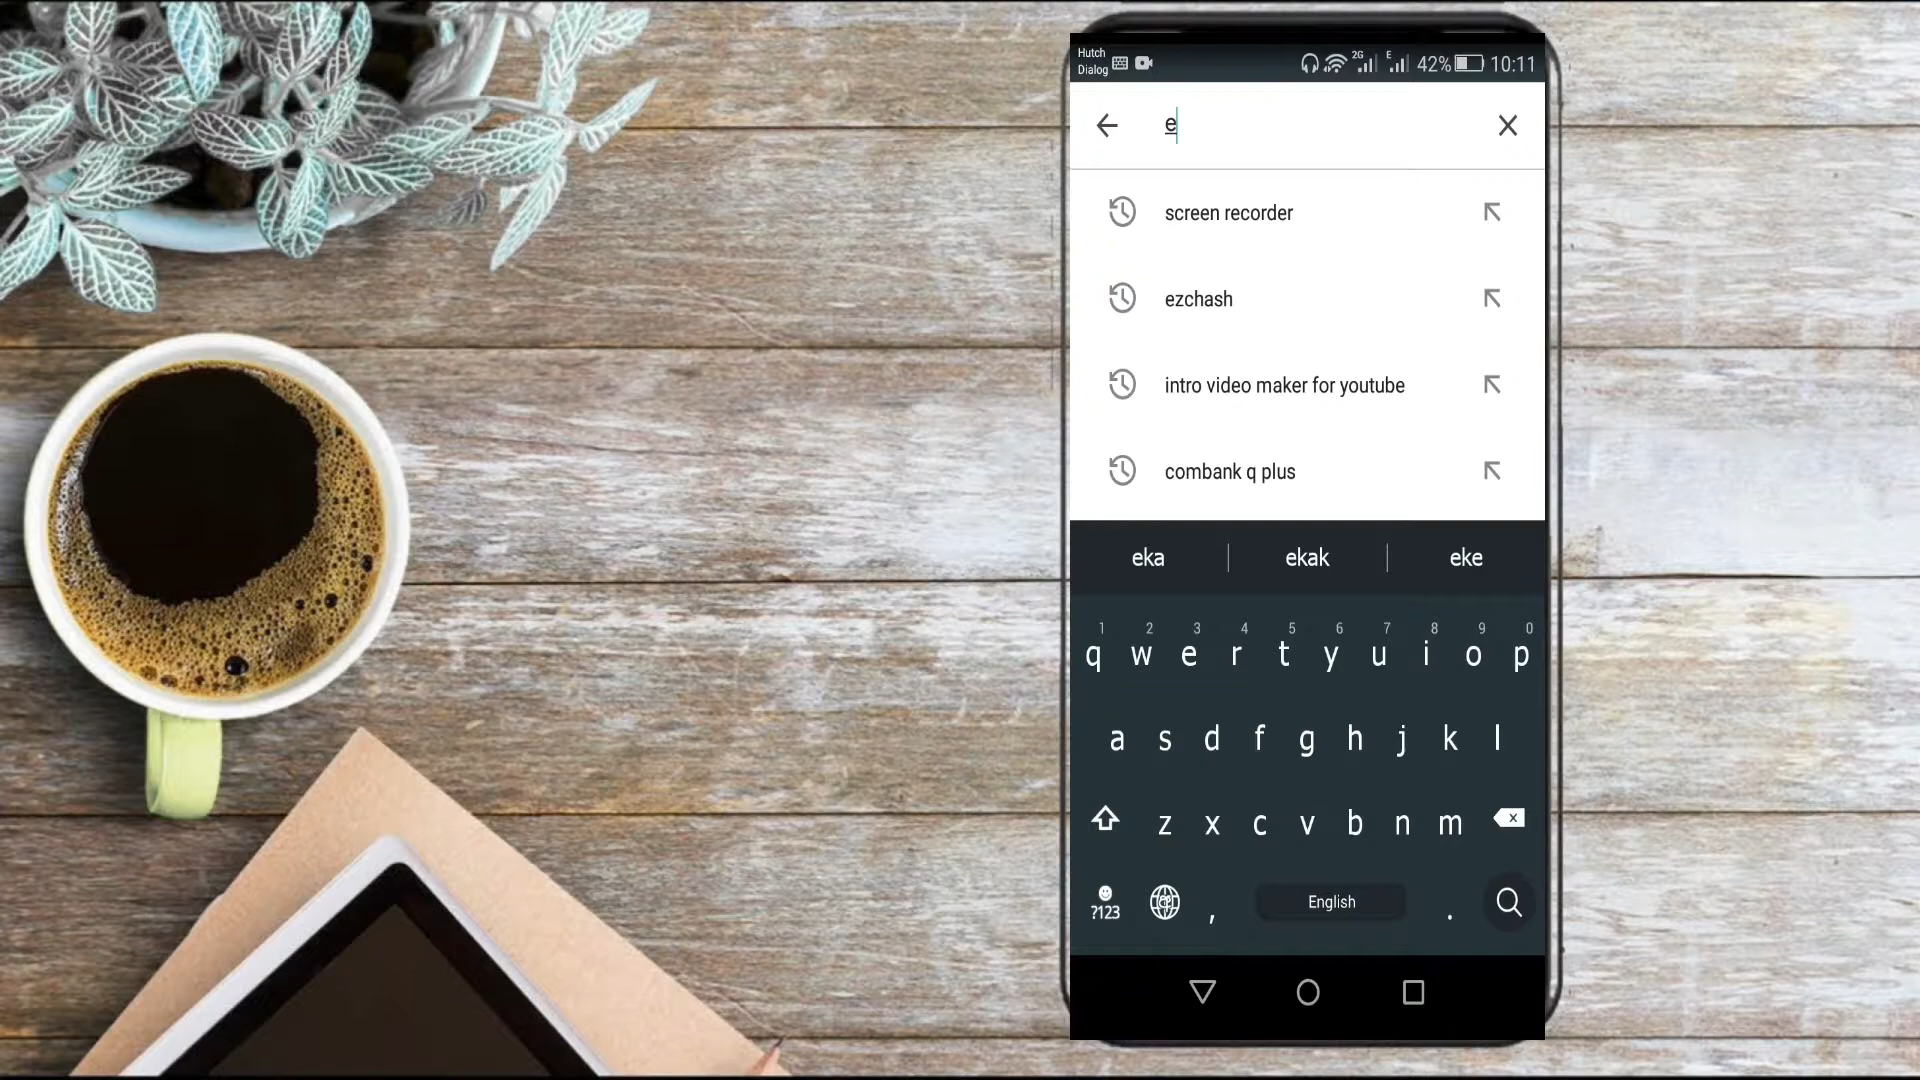 Hutch
Dialog 2G E 42% 10:11
e
screen recorder
ezchash
intro video maker for youtube
combank q plus
eka ekak eke
1 2 3 4 5 6 7 8 9 0
q w e r t y u i o p
a s d f g h j k l
z x c v b n m
?123 , English .